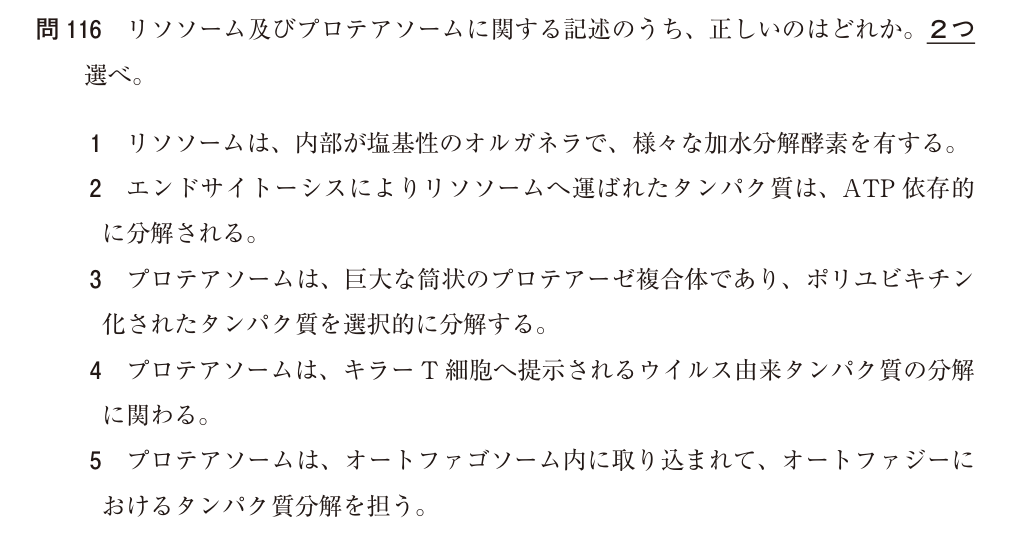 問116 リソソーム及びプロテアソームに関する記述のうち、正しいのはどれか。2つ
選べ。
1 リソソームは、内部が塩基性のオルガネラで、様々な加水分解酵素を有する。
2 エンドサイトーシスによりリソソームへ運ばれたタンパク質は、ATP 依存的
に分解される。
3 プロテアソームは、巨大な筒状のプロテアーゼ複合体であり、ポリユビキチン
化されたタンパク質を選択的に分解する。
4 プロテアソームは、キラー T 細胞へ提示されるウイルス由来タンパク質の分解
に関わる。
5 プロテアソームは、オートファゴソーム内に取り込まれて、オートファジーに
おけるタンパク質分解を担う。